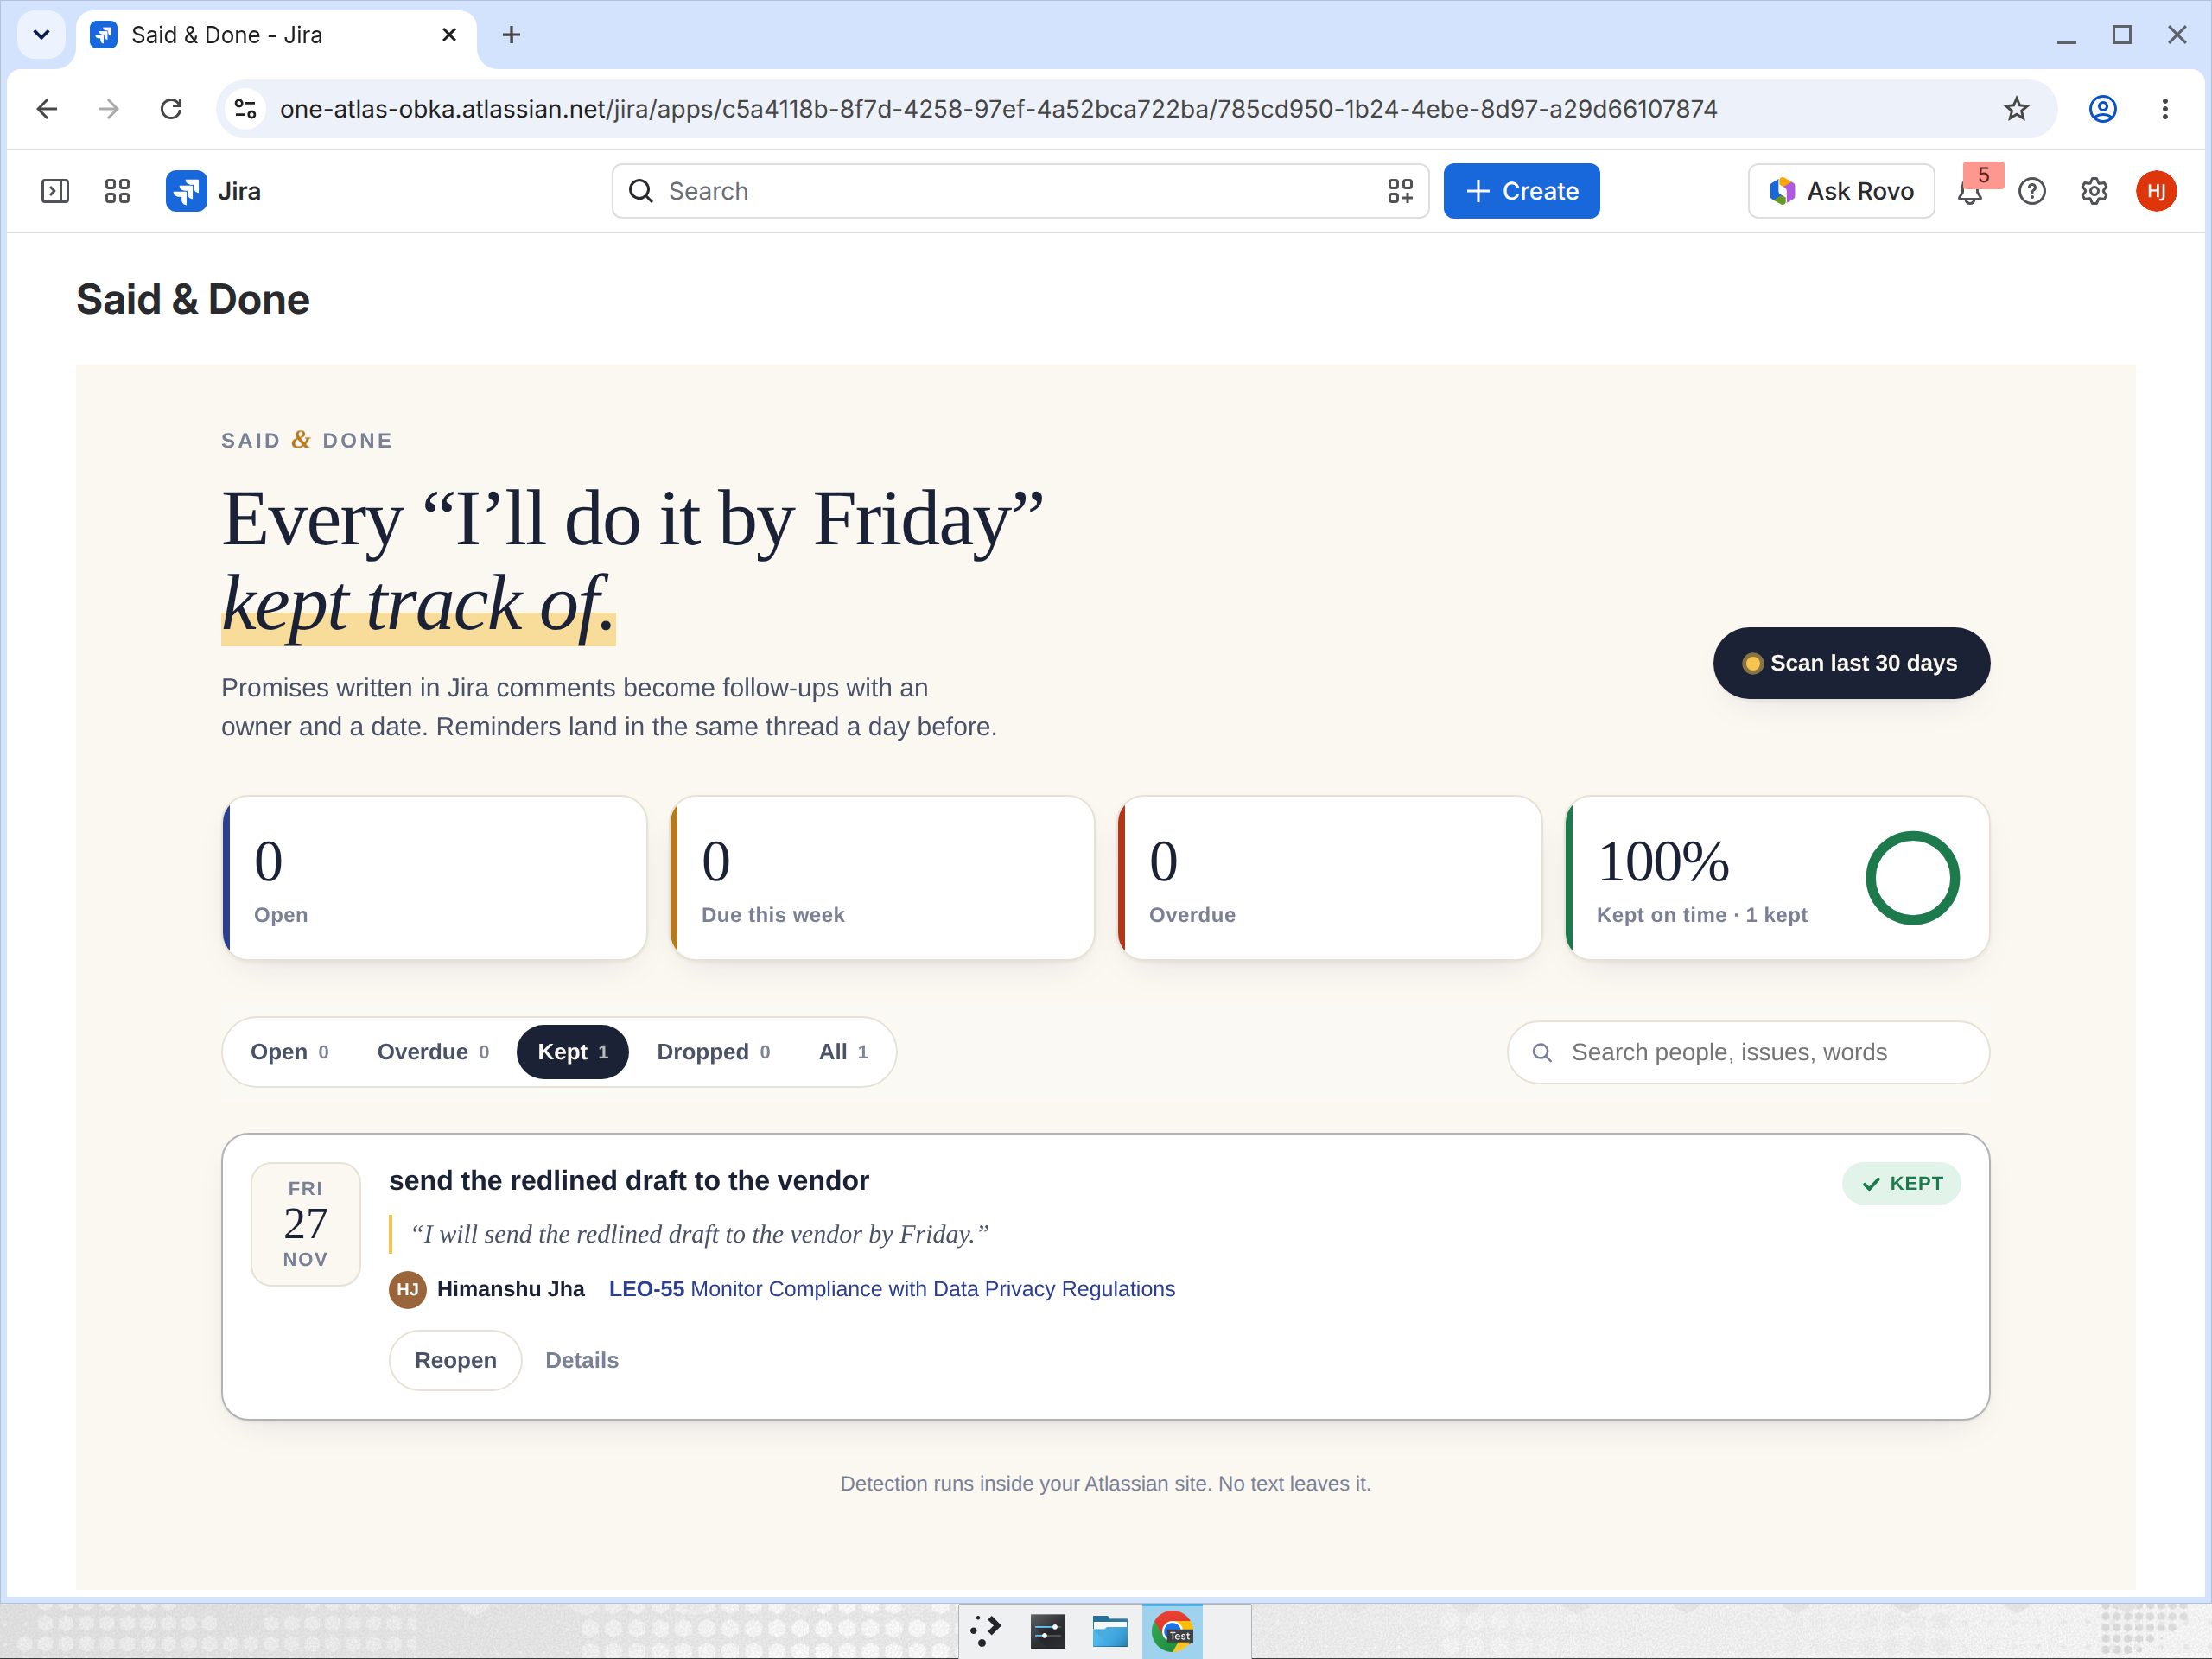 Said & Done - Jira
one-atlas-obka.atlassian.net/jira/apps/c5a4118b-8f7d-4258-97ef-4a52bca722ba/785cd950-1b24-4ebe-8d97-a29d66107874
Jira
Search
Create
Ask Rovo
5
HJ
Said & Done
SAID & DONE
Every “I’ll do it by Friday”
kept track of.
Promises written in Jira comments become follow-ups with an
owner and a date. Reminders land in the same thread a day before.
Scan last 30 days
0
Open
0
Due this week
0
Overdue
100%
Kept on time · 1 kept
Open 0
Overdue 0
Kept 1
Dropped 0
All 1
Search people, issues, words
FRI
27
NOV
send the redlined draft to the vendor
KEPT
“I will send the redlined draft to the vendor by Friday.”
HJ
Himanshu Jha
LEO-55 Monitor Compliance with Data Privacy Regulations
Reopen
Details
Detection runs inside your Atlassian site. No text leaves it.
Test